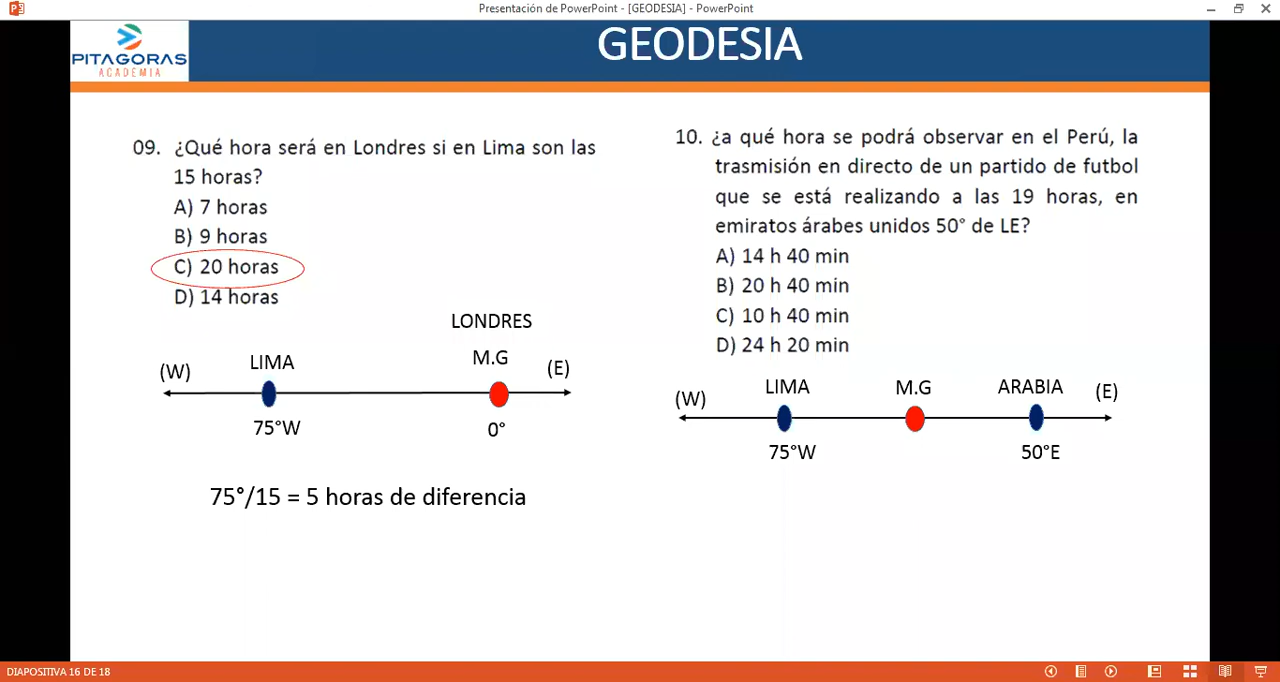 Presentación de PowerPoint - [GEODESIA] - PowerPoint
PITAGORAS
ACADEMIA
GEODESIA
09. ¿Qué hora será en Londres si en Lima son las
15 horas?
A) 7 horas
B) 9 horas
C) 20 horas
D) 14 horas
LONDRES
(W)
LIMA
M.G
(E)
75°W
0°
75°/15 = 5 horas de diferencia
10. ¿a qué hora se podrá observar en el Perú, la
trasmisión en directo de un partido de futbol
que se está realizando a las 19 horas, en
emiratos árabes unidos 50° de LE?
A) 14 h 40 min
B) 20 h 40 min
C) 10 h 40 min
D) 24 h 20 min
(W)
LIMA
M.G
ARABIA
(E)
75°W
50°E
DIAPOSITIVA 16 DE 18